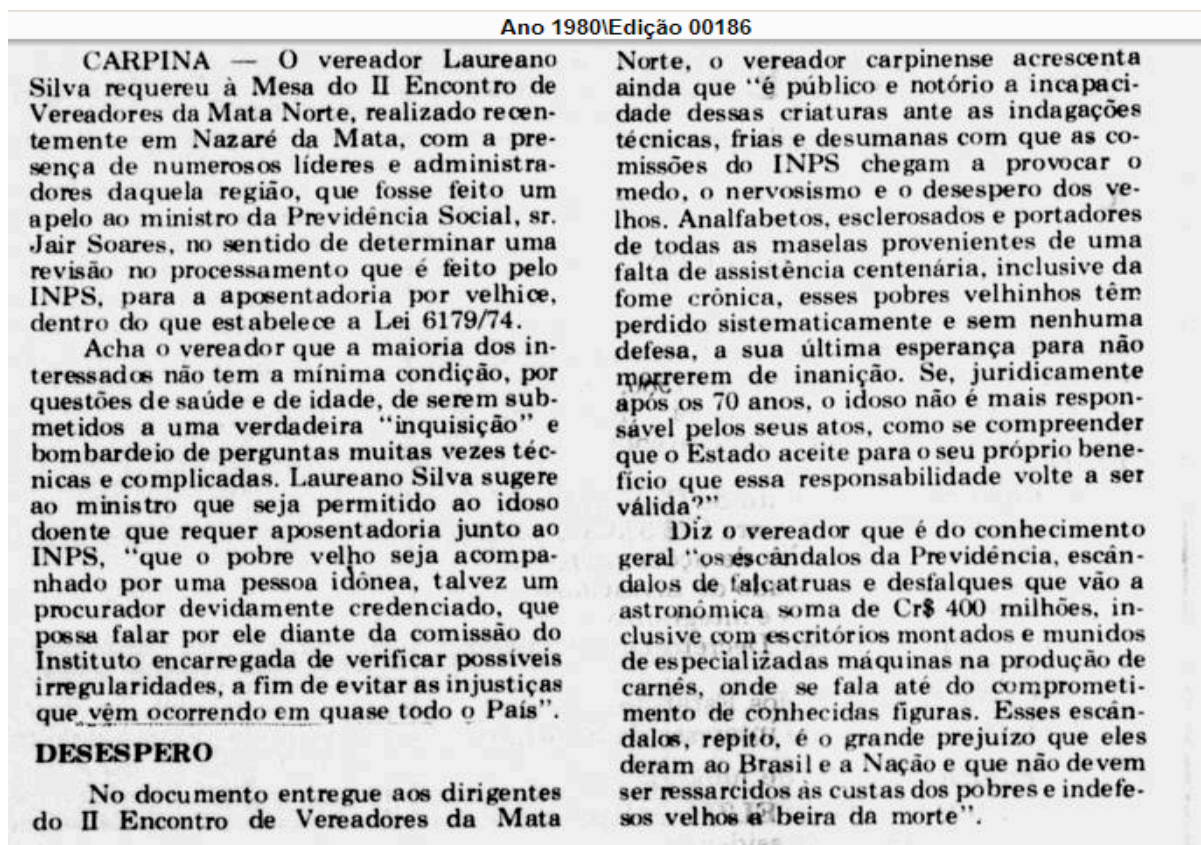 Ano 1980\Edição 00186
CARPINA — O vereador Laureano
Silva requereu à Mesa do II Encontro de
Vereadores da Mata Norte, realizado recen-
temente em Nazaré da Mata, com a pre-
sença de numerosos líderes e administra-
dores daquela região, que fosse feito um
apelo ao ministro da Previdência Social, sr.
Jair Soares, no sentido de determinar uma
revisão no processamento que é feito pelo
INPS, para a aposentadoria por velhice,
dentro do que estabelece a Lei 6179/74.
Acha o vereador que a maioria dos in-
teressados não tem a mínima condição, por
questões de saúde e de idade, de serem sub-
metidos a uma verdadeira “inquisição” e
bombardeio de perguntas muitas vezes téc-
nicas e complicadas. Laureano Silva sugere
ao ministro que seja permitido ao idoso
doente que requer aposentadoria junto ao
INPS, “que o pobre velho seja acompa-
nhado por uma pessoa idônea, talvez um
procurador devidamente credenciado, que
possa falar por ele diante da comissão do
Instituto encarregada de verificar possíveis
irregularidades, a fim de evitar as injustiças
que vêm ocorrendo em quase todo o País”.
DESESPERO
No documento entregue aos dirigentes
do II Encontro de Vereadores da Mata
Norte, o vereador carpinense acrescenta
ainda que “é público e notório a incapaci-
dade dessas criaturas ante as indagações
técnicas, frias e desumanas com que as co-
missões do INPS chegam a provocar o
medo, o nervosismo e o desespero dos ve-
lhos. Analfabetos, esclerosados e portadores
de todas as maselas provenientes de uma
falta de assistência centenária, inclusive da
fome crônica, esses pobres velhinhos têm
perdido sistematicamente e sem nenhuma
defesa, a sua última esperança para não
morrerem de inanição. Se, juridicamente
após os 70 anos, o idoso não é mais respon-
sável pelos seus atos, como se compreender
que o Estado aceite para o seu próprio bene-
fício que essa responsabilidade volte a ser
válida?”
Diz o vereador que é do conhecimento
geral “os escândalos da Previdência, escân-
dalos de falcatruas e desfalques que vão a
astronômica soma de Cr$ 400 milhões, in-
clusive com escritórios montados e munidos
de especializadas máquinas na produção de
carnês, onde se fala até do comprometi-
mento de conhecidas figuras. Esses escân-
dalos, repito, é o grande prejuízo que eles
deram ao Brasil e a Nação e que não devem
ser ressarcidos às custas dos pobres e indefe-
sos velhos a beira da morte”.